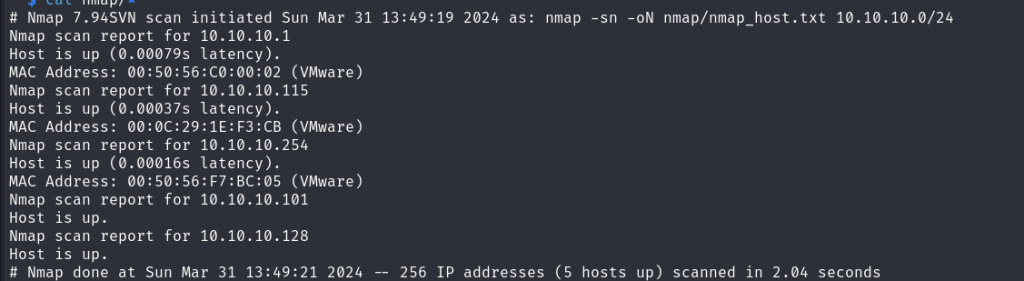 $ cat nmap/*
# Nmap 7.94SVN scan initiated Sun Mar 31 13:49:19 2024 as: nmap -sn -oN nmap/nmap_host.txt 10.10.10.0/24
Nmap scan report for 10.10.10.1
Host is up (0.00079s latency).
MAC Address: 00:50:56:C0:00:02 (VMware)
Nmap scan report for 10.10.10.115
Host is up (0.00037s latency).
MAC Address: 00:0C:29:1E:F3:CB (VMware)
Nmap scan report for 10.10.10.254
Host is up (0.00016s latency).
MAC Address: 00:50:56:F7:BC:05 (VMware)
Nmap scan report for 10.10.10.101
Host is up.
Nmap scan report for 10.10.10.128
Host is up.
# Nmap done at Sun Mar 31 13:49:21 2024 -- 256 IP addresses (5 hosts up) scanned in 2.04 seconds